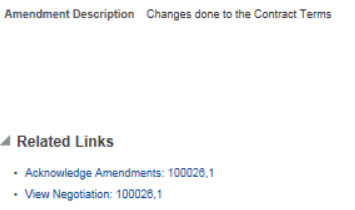 Amendment Description Changes done to the Contract Terms
Related Links
Acknowledge Amendments: 100026,1
View Negotiation: 100026,1